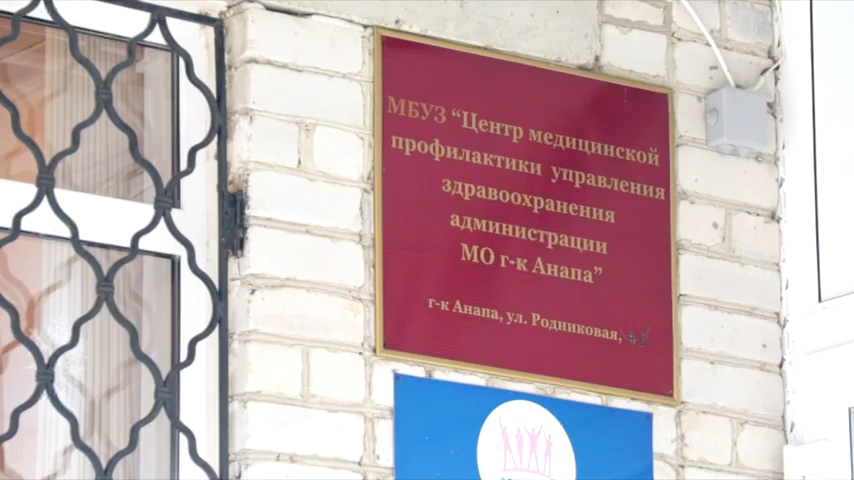 МБУЗ “Центр медицинской
профилактики управления
здравоохранения
администрации
МО г-к Анапа”
г-к Анапа, ул. Родниковая,